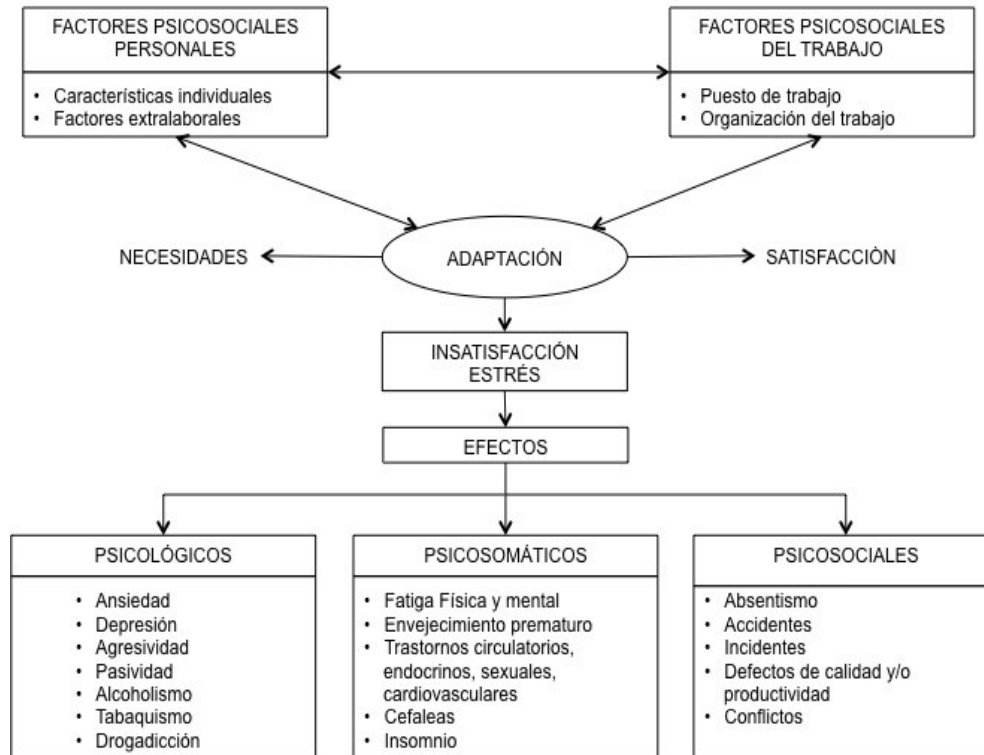 FACTORES PSICOSOCIALES
PERSONALES
• Características individuales
• Factores extralaborales
FACTORES PSICOSOCIALES
DEL TRABAJO
• Puesto de trabajo
• Organización del trabajo
NECESIDADES
ADAPTACIÓN
SATISFACCIÒN
INSATISFACCIÓN
ESTRÉS
EFECTOS
PSICOLÓGICOS
• Ansiedad
• Depresión
• Agresividad
• Pasividad
• Alcoholismo
• Tabaquismo
• Drogadicción
PSICOSOMÁTICOS
• Fatiga Física y mental
• Envejecimiento prematuro
• Trastornos circulatorios,
endocrinos, sexuales,
cardiovasculares
• Cefaleas
• Insomnio
PSICOSOCIALES
• Absentismo
• Accidentes
• Incidentes
• Defectos de calidad y/o
productividad
• Conflictos